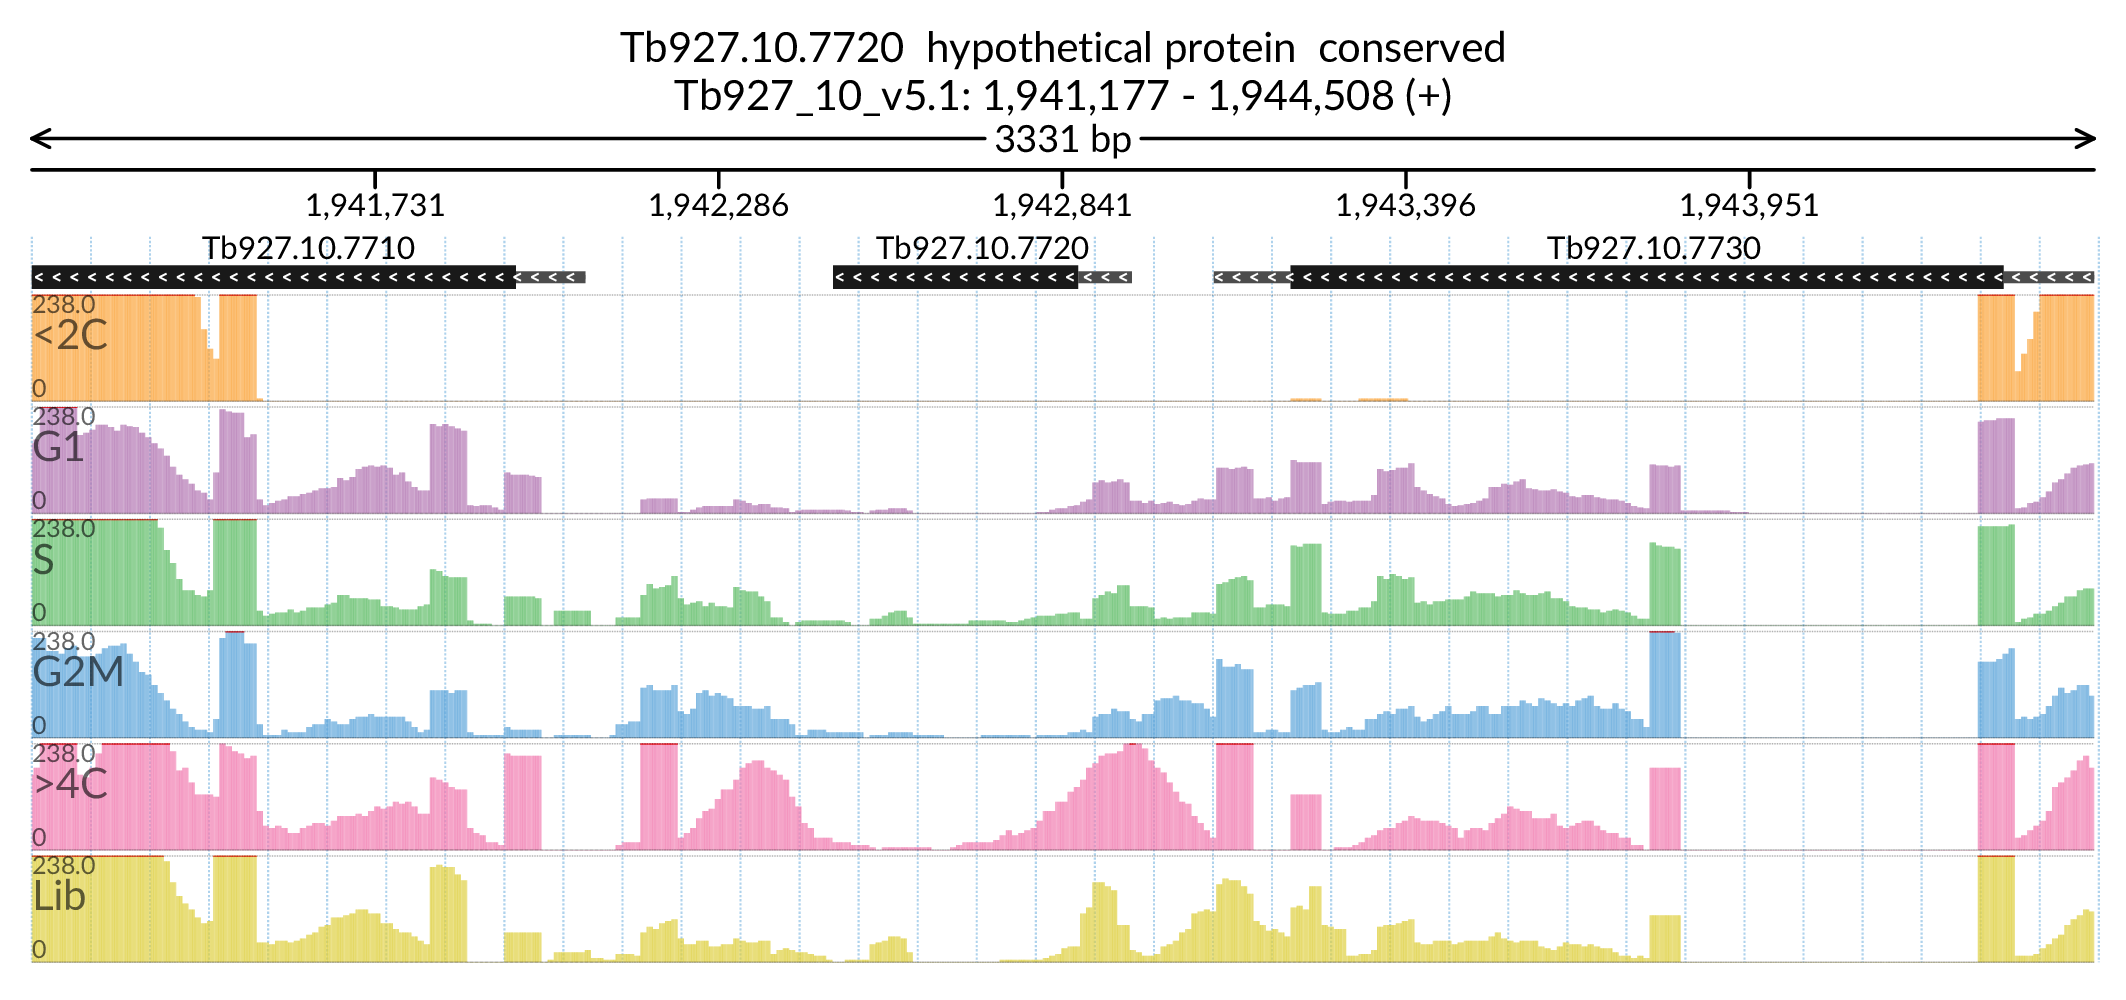 Tb927.10.7720 hypothetical protein conserved
Tb927_10_v5.1: 1,941,177 - 1,944,508 (+)
3331 bp
1,941,731 1,942,286 1,942,841 1,943,396 1,943,951
Tb927.10.7710 Tb927.10.7720 Tb927.10.7730
238.0
<2C
0
238.0
G1
0
238.0
S
0
238.0
G2M
0
238.0
>4C
0
238.0
Lib
0